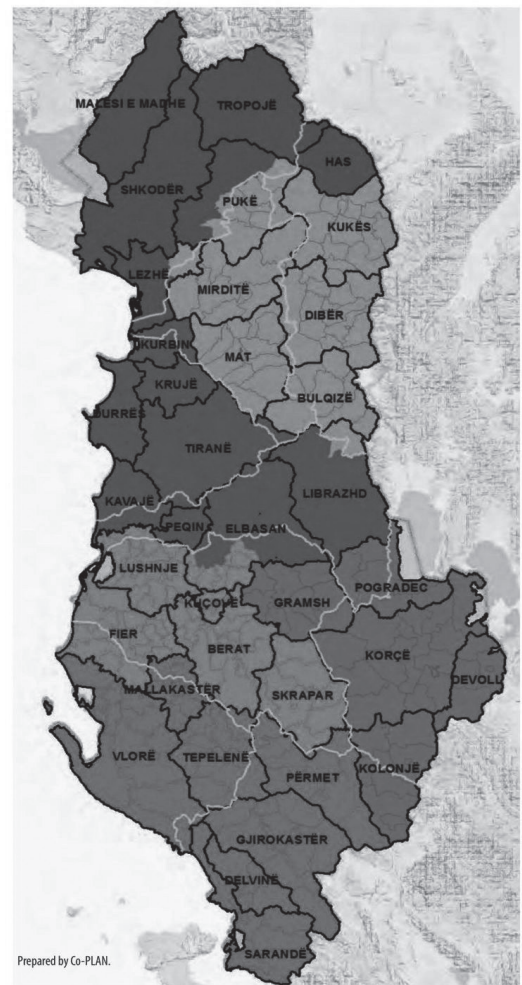 MALËSI E MADHE
TROPOJË
HAS
SHKODËR
PUKË
KUKËS
LEZHË
MIRDITË
DIBËR
KURBIN
MAT
KRUJË
BULQIZË
DURRËS
TIRANË
LIBRAZHD
KAVAJË
PEQIN
ELBASAN
LUSHNJE
POGRADEC
KUÇOVË
GRAMSH
FIER
BERAT
KORÇË
DEVOLL
MALLAKASTËR
SKRAPAR
VLORË
TEPELENË
KOLONJË
PËRMET
GJIROKASTËR
DELVINË
SARANDË
Prepared by Co-PLAN.